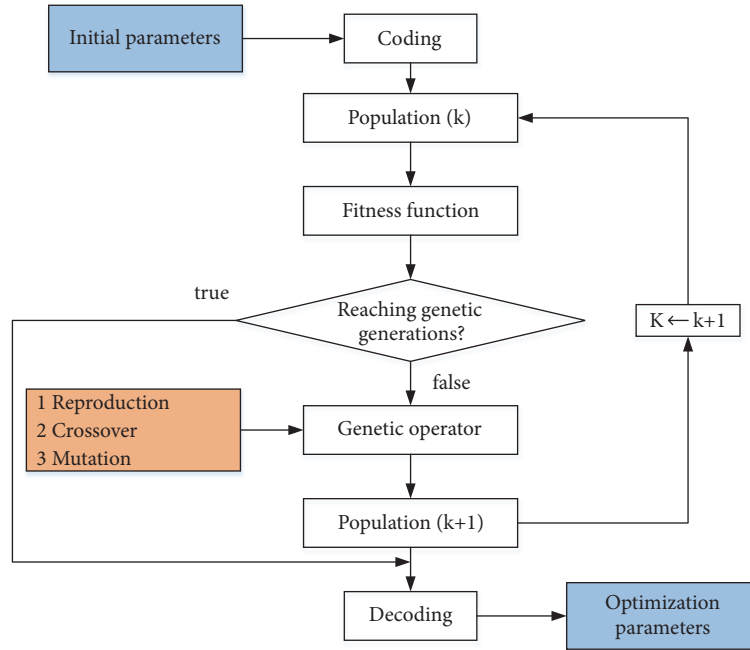 Initial parameters
Coding
Population (k)
Fitness function
true
Reaching genetic
generations?
K ← k+1
false
1 Reproduction
2 Crossover
3 Mutation
Genetic operator
Population (k+1)
Decoding
Optimization
parameters